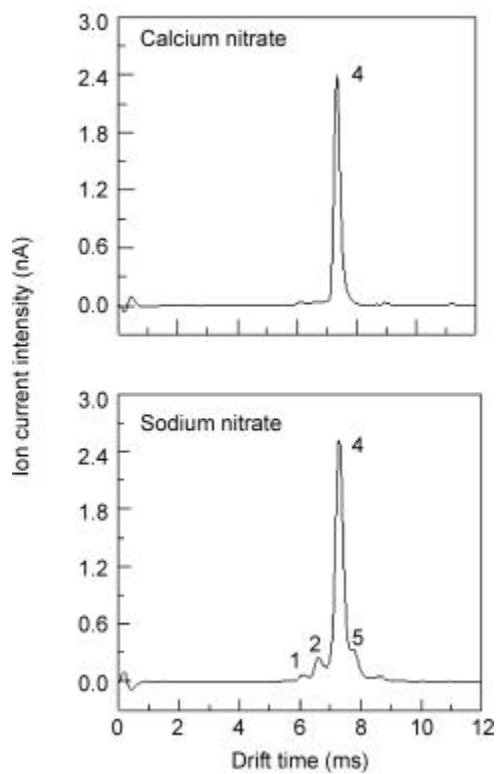 3.0
Calcium nitrate
4
2.4
1.8
1.2
0.6
0.0
Ion current intensity (nA)
3.0
Sodium nitrate
4
2.4
1.8
1.2
0.6
1 2 5
0.0
0 2 4 6 8 10 12
Drift time (ms)